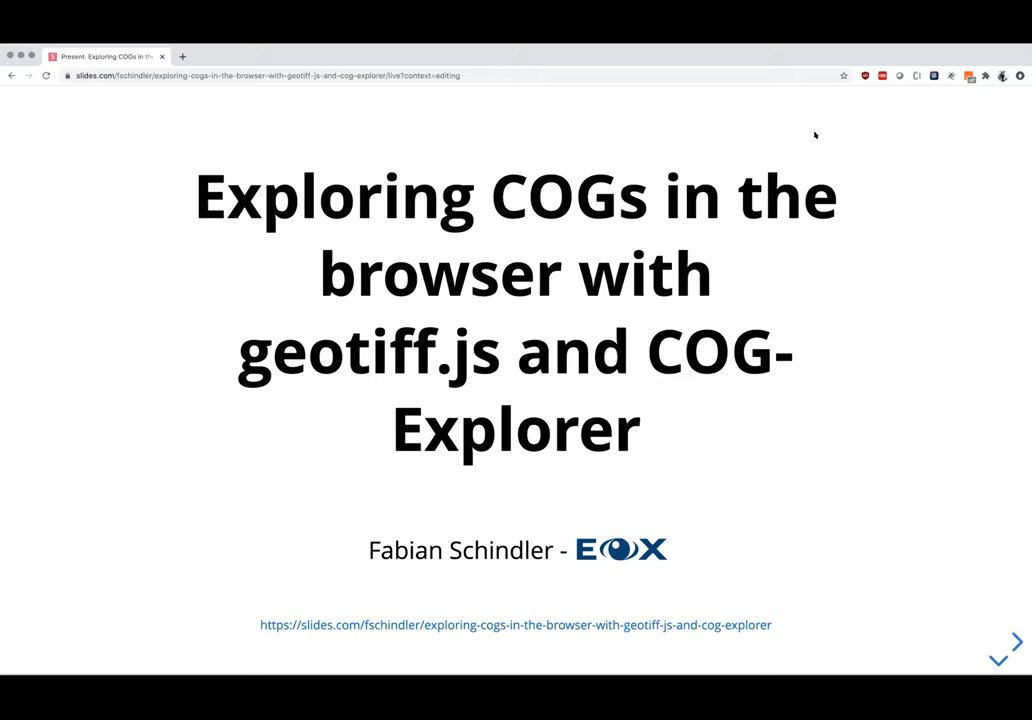 Present: Exploring COGs in th
slides.com/fschindler/exploring-cogs-in-the-browser-with-geotiff-js-and-cog-explorer/live?context=editing
Exploring COGs in the
browser with
geotiff.js and COG-
Explorer
Fabian Schindler - EOX
https://slides.com/fschindler/exploring-cogs-in-the-browser-with-geotiff-js-and-cog-explorer